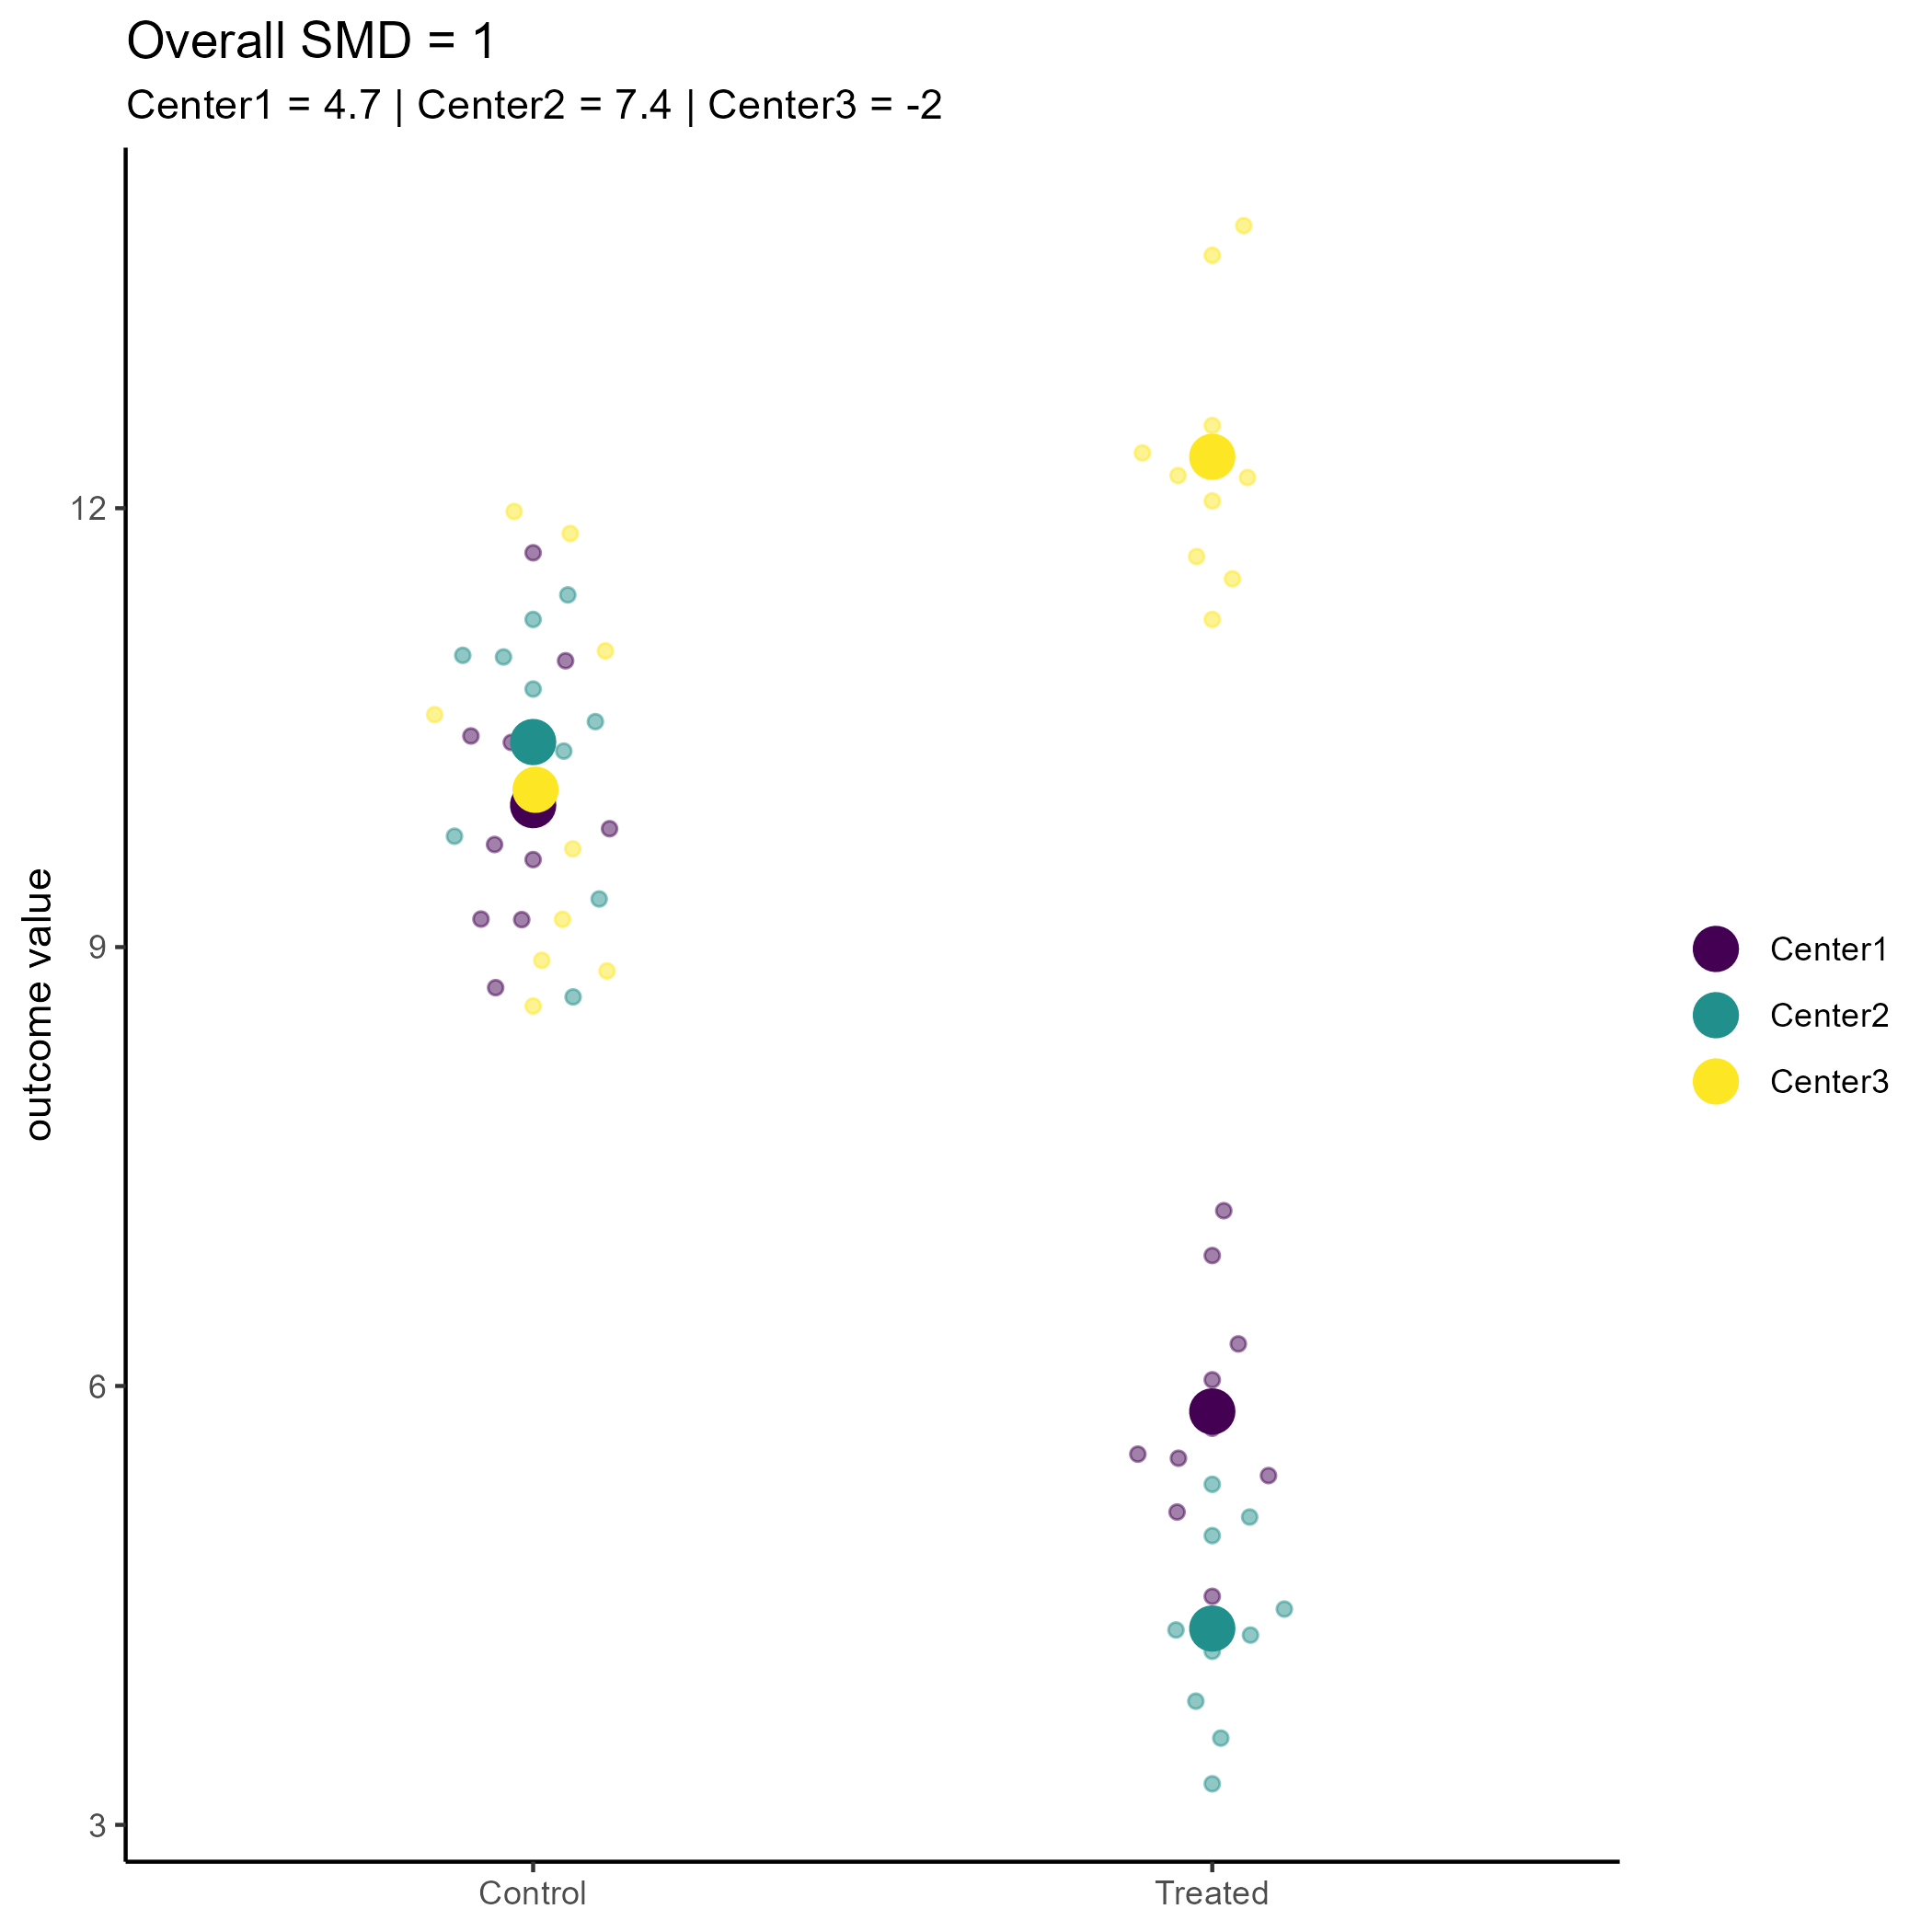 Overall SMD = 1
Center1 = 4.7 | Center2 = 7.4 | Center3 = -2
outcome value
12
9
6
3
Control
Treated
Center1
Center2
Center3